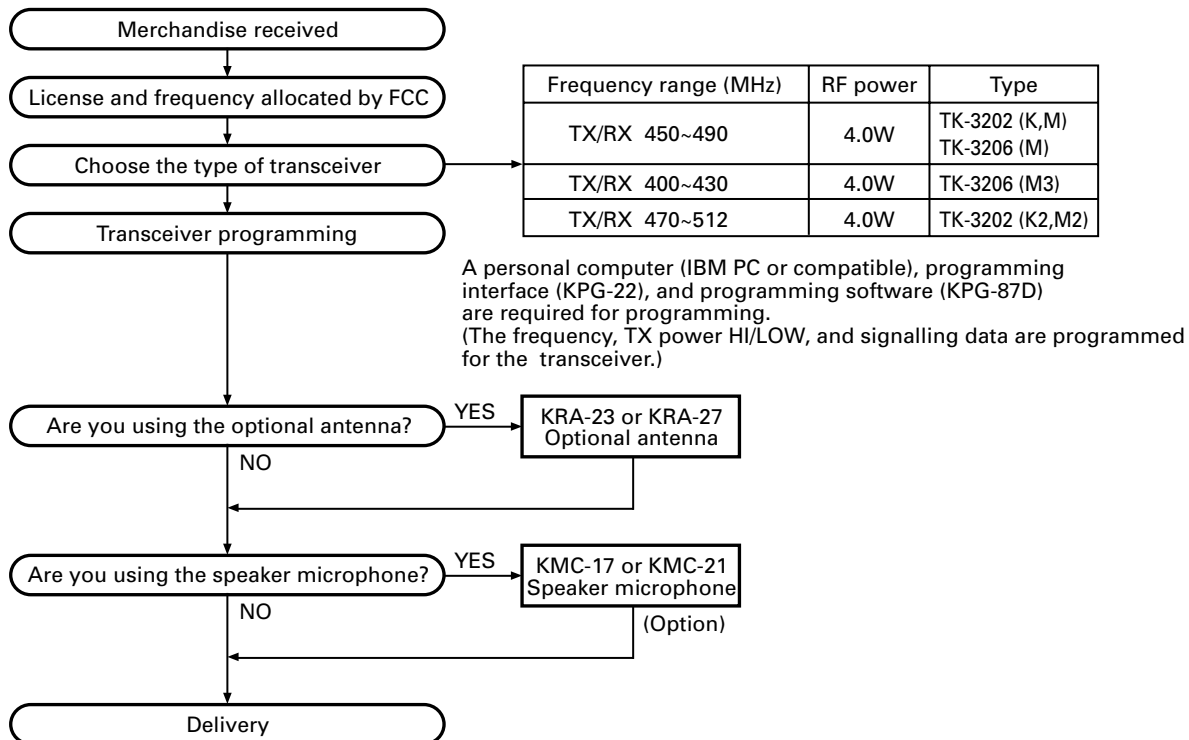 Merchandise received
License and frequency allocated by FCC
Choose the type of transceiver
Frequency range (MHz) RF power Type
TX/RX 450~490 4.0W TK-3202 (K,M)
TK-3206 (M)
TX/RX 400~430 4.0W TK-3206 (M3)
TX/RX 470~512 4.0W TK-3202 (K2,M2)
Transceiver programming
A personal computer (IBM PC or compatible), programming
interface (KPG-22), and programming software (KPG-87D)
are required for programming.
(The frequency, TX power HI/LOW, and signalling data are programmed
for the transceiver.)
Are you using the optional antenna?
YES
KRA-23 or KRA-27
Optional antenna
NO
Are you using the speaker microphone?
YES
KMC-17 or KMC-21
Speaker microphone
(Option)
NO
Delivery